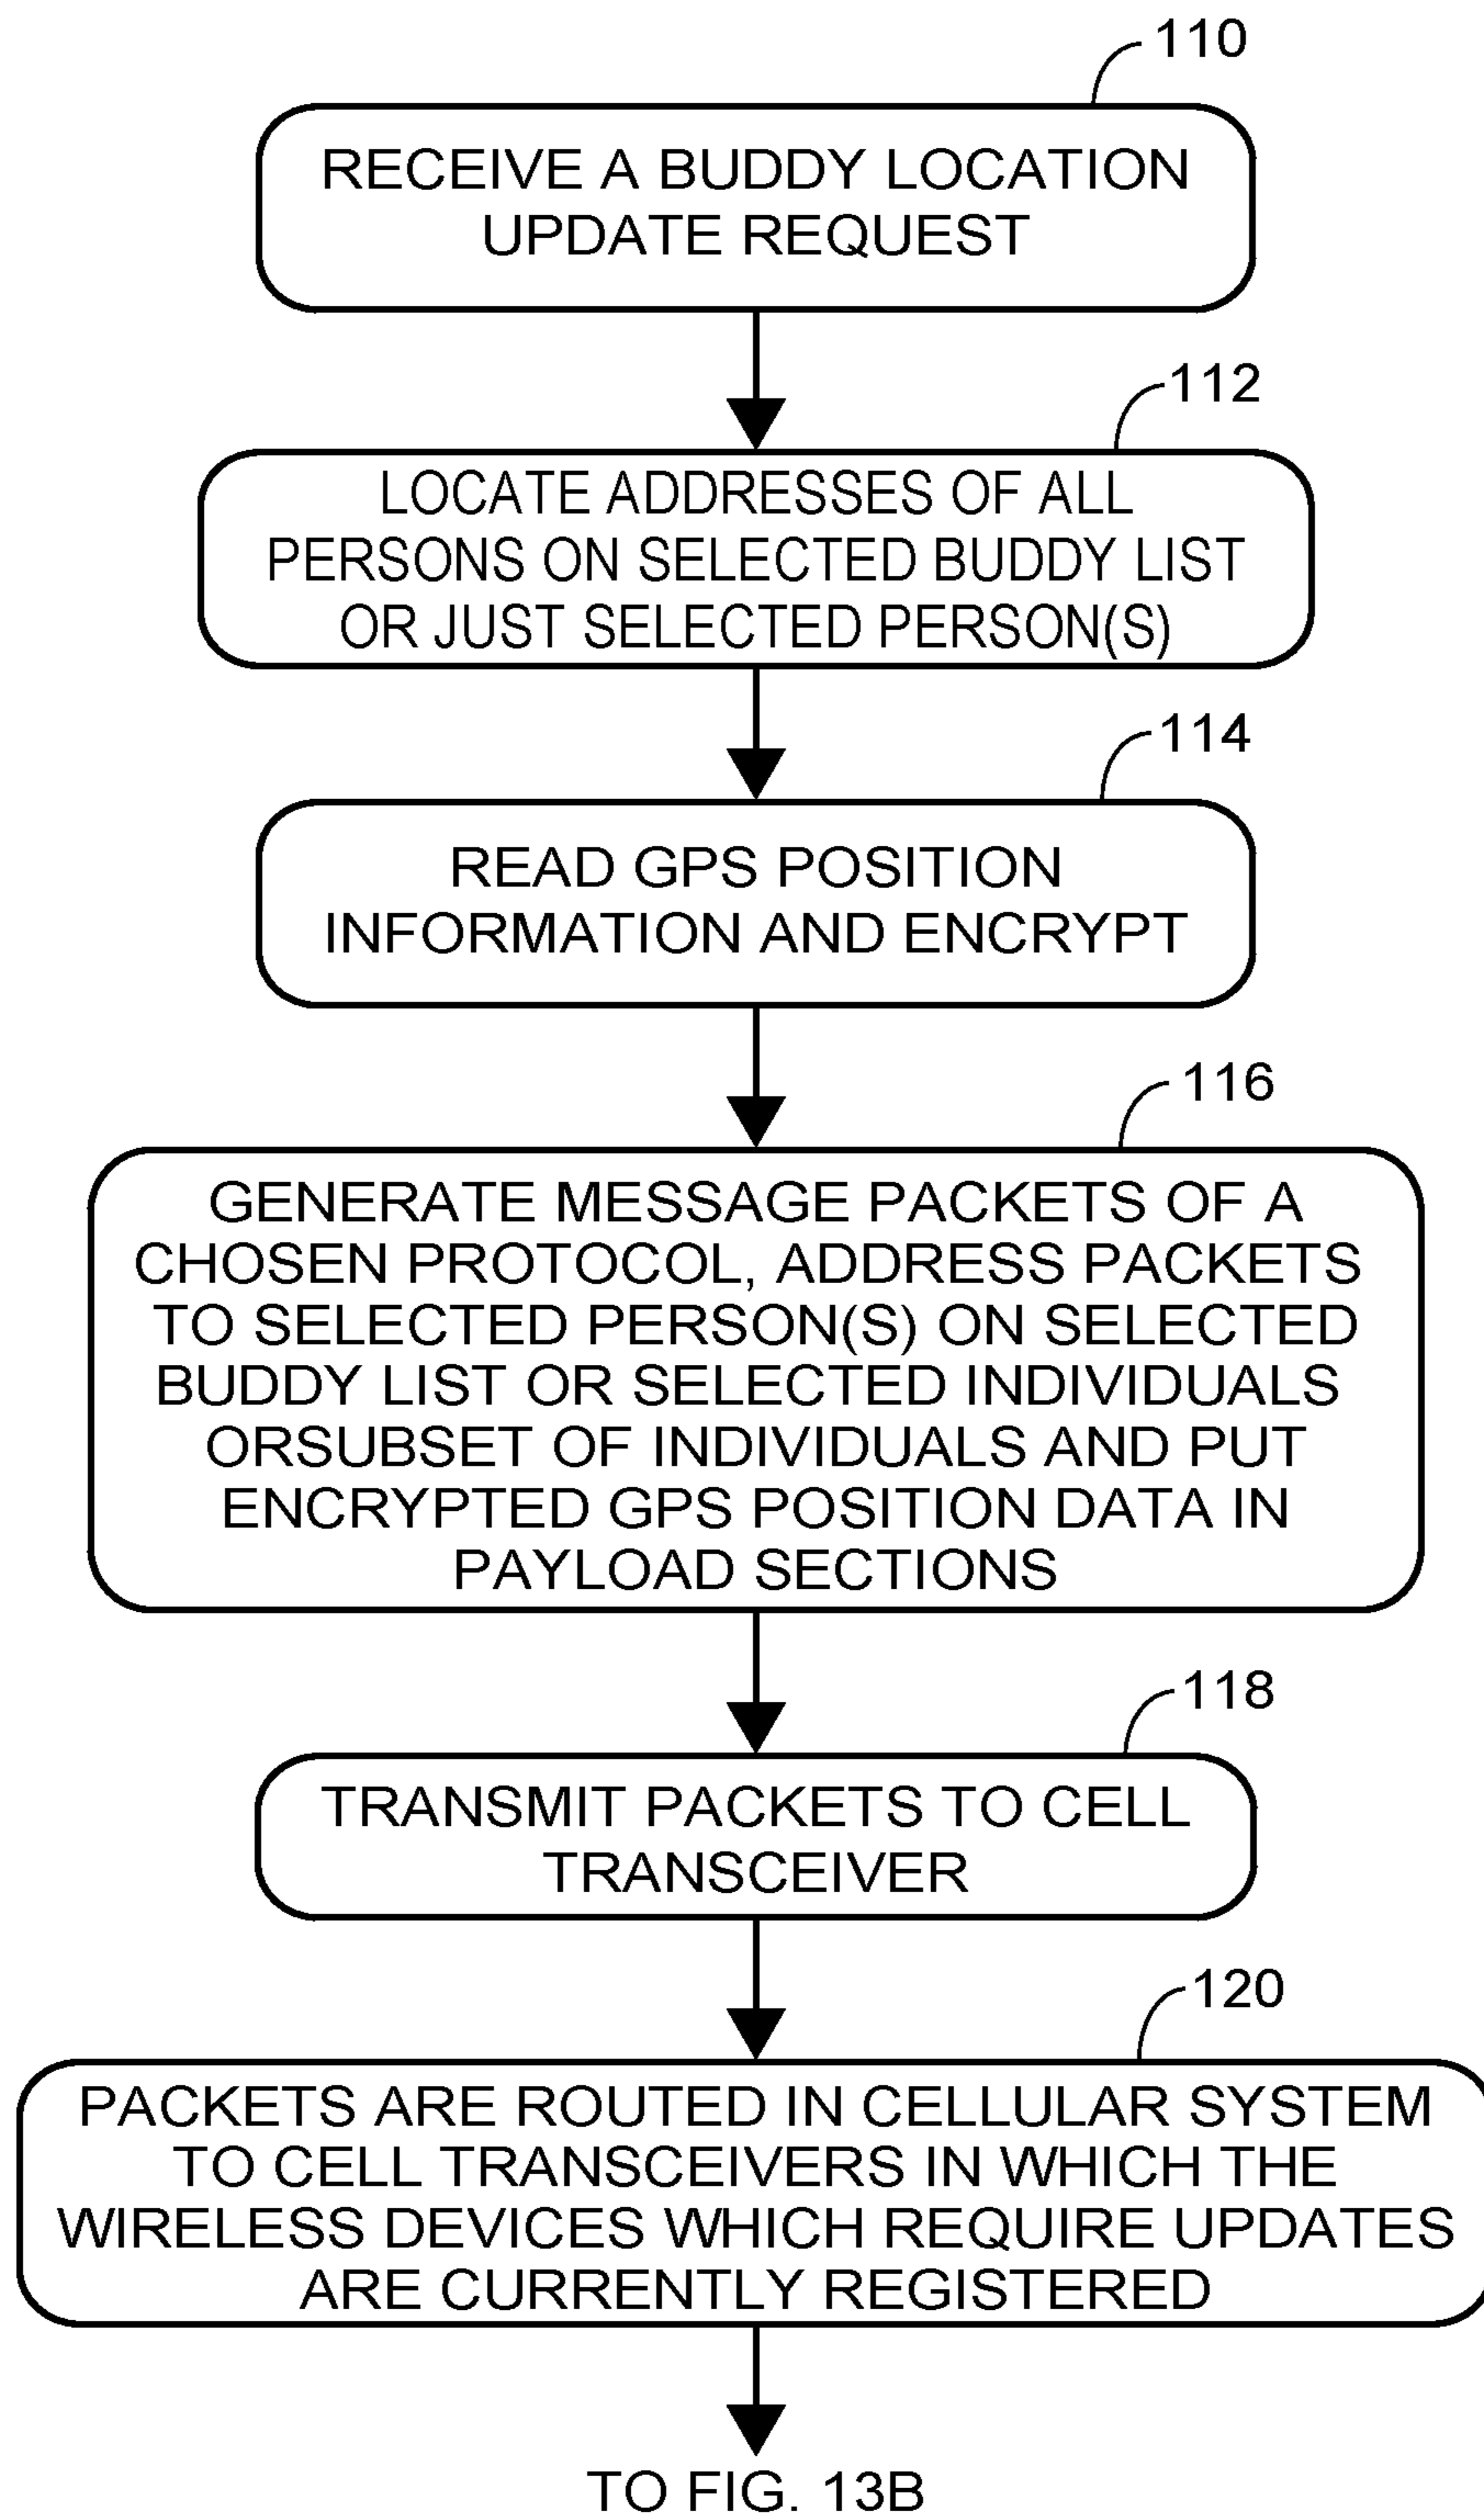 110
RECEIVE A BUDDY LOCATION
UPDATE REQUEST
112
LOCATE ADDRESSES OF ALL
PERSONS ON SELECTED BUDDY LIST
OR JUST SELECTED PERSON(S)
114
READ GPS POSITION
INFORMATION AND ENCRYPT
116
GENERATE MESSAGE PACKETS OF A
CHOSEN PROTOCOL, ADDRESS PACKETS
TO SELECTED PERSON(S) ON SELECTED
BUDDY LIST OR SELECTED INDIVIDUALS
ORSUBSET OF INDIVIDUALS AND PUT
ENCRYPTED GPS POSITION DATA IN
PAYLOAD SECTIONS
118
TRANSMIT PACKETS TO CELL
TRANSCEIVER
120
PACKETS ARE ROUTED IN CELLULAR SYSTEM
TO CELL TRANSCEIVERS IN WHICH THE
WIRELESS DEVICES WHICH REQUIRE UPDATES
ARE CURRENTLY REGISTERED
TO FIG. 13B